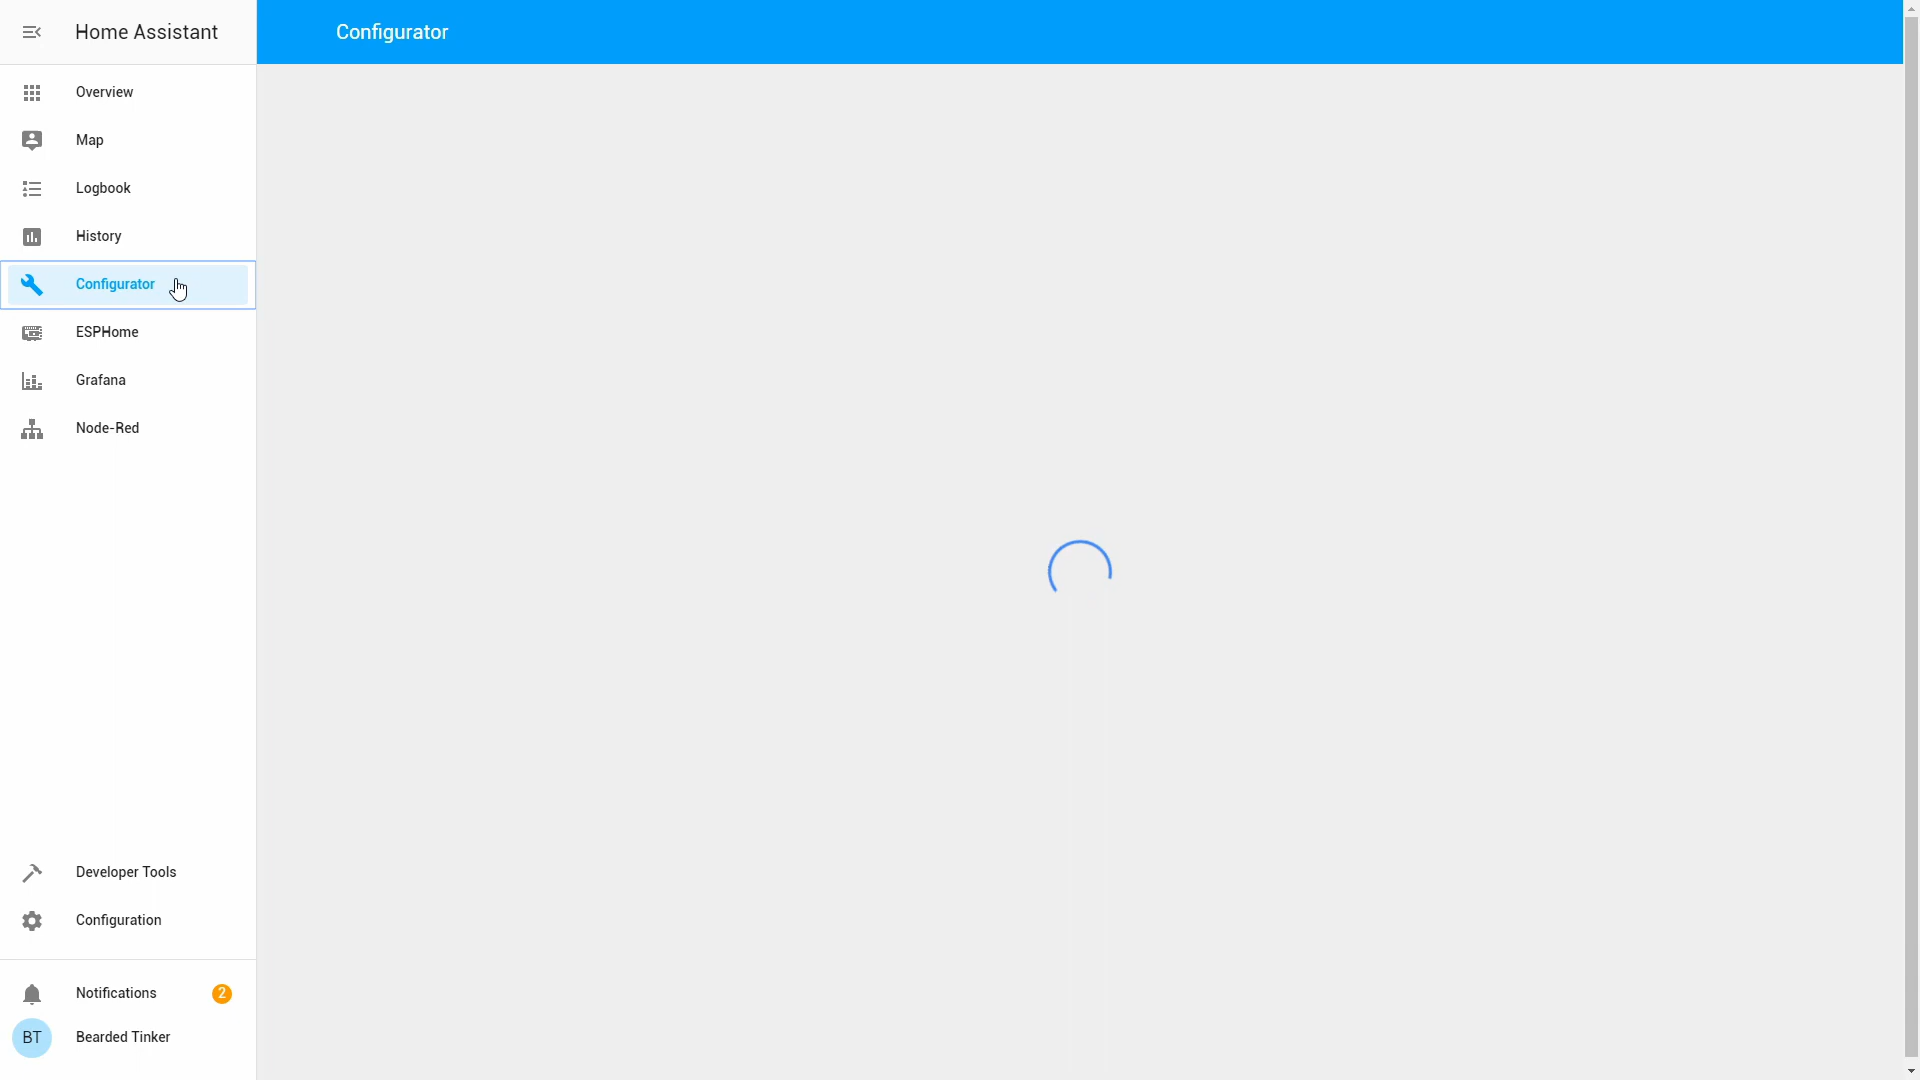 Home Assistant
Configurator
Overview
Map
Logbook
History
Configurator
ESPHome
Grafana
Node-Red
Developer Tools
Configuration
Notifications 2
BT Bearded Tinker